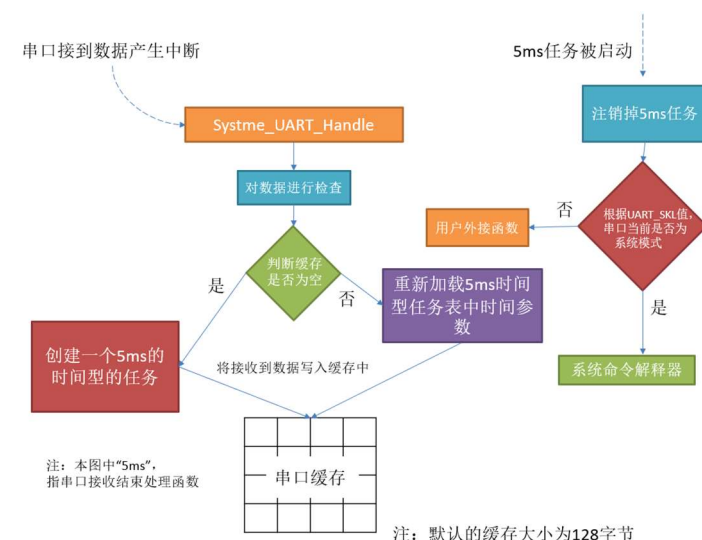 串口接到数据产生中断
5ms任务被启动
Systme_UART_Handle
注销掉5ms任务
对数据进行检查
根据UART_SKL值,
串口当前是否为
系统模式
否
用户外接函数
判断缓存
是否为空
是
否
重新加载5ms时间
型任务表中时间参
数
是
创建一个5ms的
时间型的任务
将接收到数据写入缓存中
系统命令解释器
注：本图中“5ms”，
指串口接收结束处理函数
串口缓存
注：默认的缓存大小为128字节